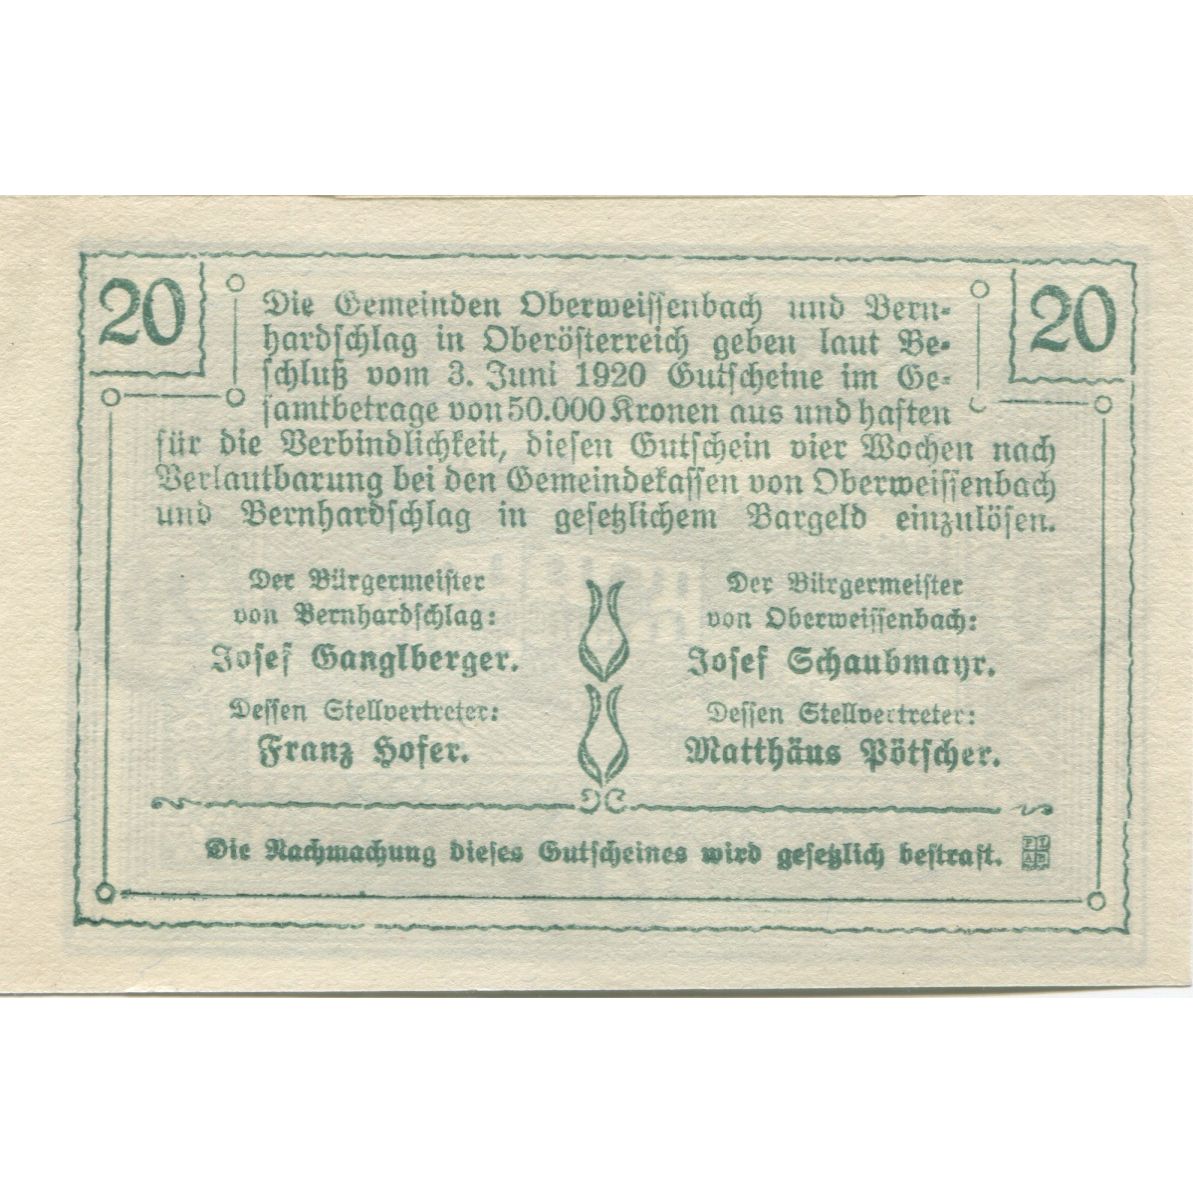 20
20
Die Gemeinden Oberweissenbach und Bern-
hardschlag in Oberösterreich geben laut Be-
schluß vom 3. Juni 1920 Gutscheine im Ge-
samtbetrage von 50.000 Kronen aus und haften
für die Verbindlichkeit, diesen Gutschein vier Wochen nach
Verlautbarung bei den Gemeindekassen von Oberweissenbach
und Bernhardschlag in gesetzlichem Bargeld einzulösen.
Der Bürgermeister
von Bernhardschlag:
Josef Ganglberger.
Dessen Stellvertreter:
Franz Hofer.
Der Bürgermeister
von Oberweissenbach:
Josef Schaubmayr.
Dessen Stellvertreter:
Matthäus Pötscher.
Die Nachmachung dieses Gutscheines wird gesetzlich bestraft.